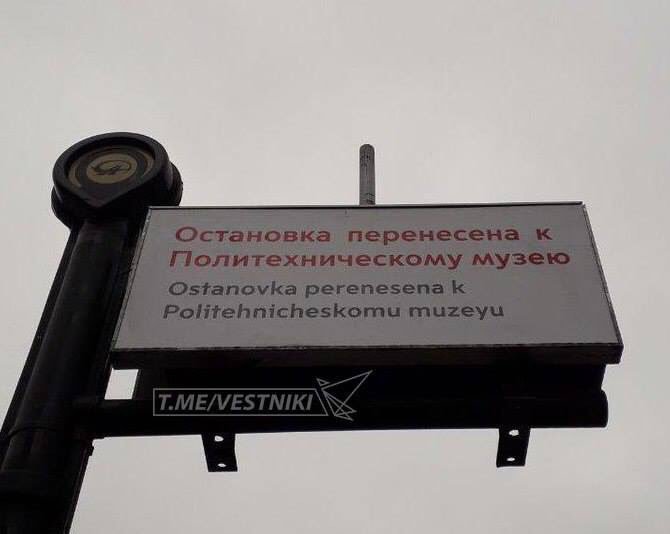 Остановка перенесена к
Политехническому музею
Ostanovka perenesena k
Politehnicheskomu muzeyu
T.ME/VESTNIKI